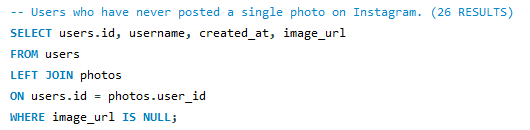 -- Users who have never posted a single photo on Instagram. (26 RESULTS)
SELECT users.id, username, created_at, image_url
FROM users
LEFT JOIN photos
ON users.id = photos.user_id
WHERE image_url IS NULL;